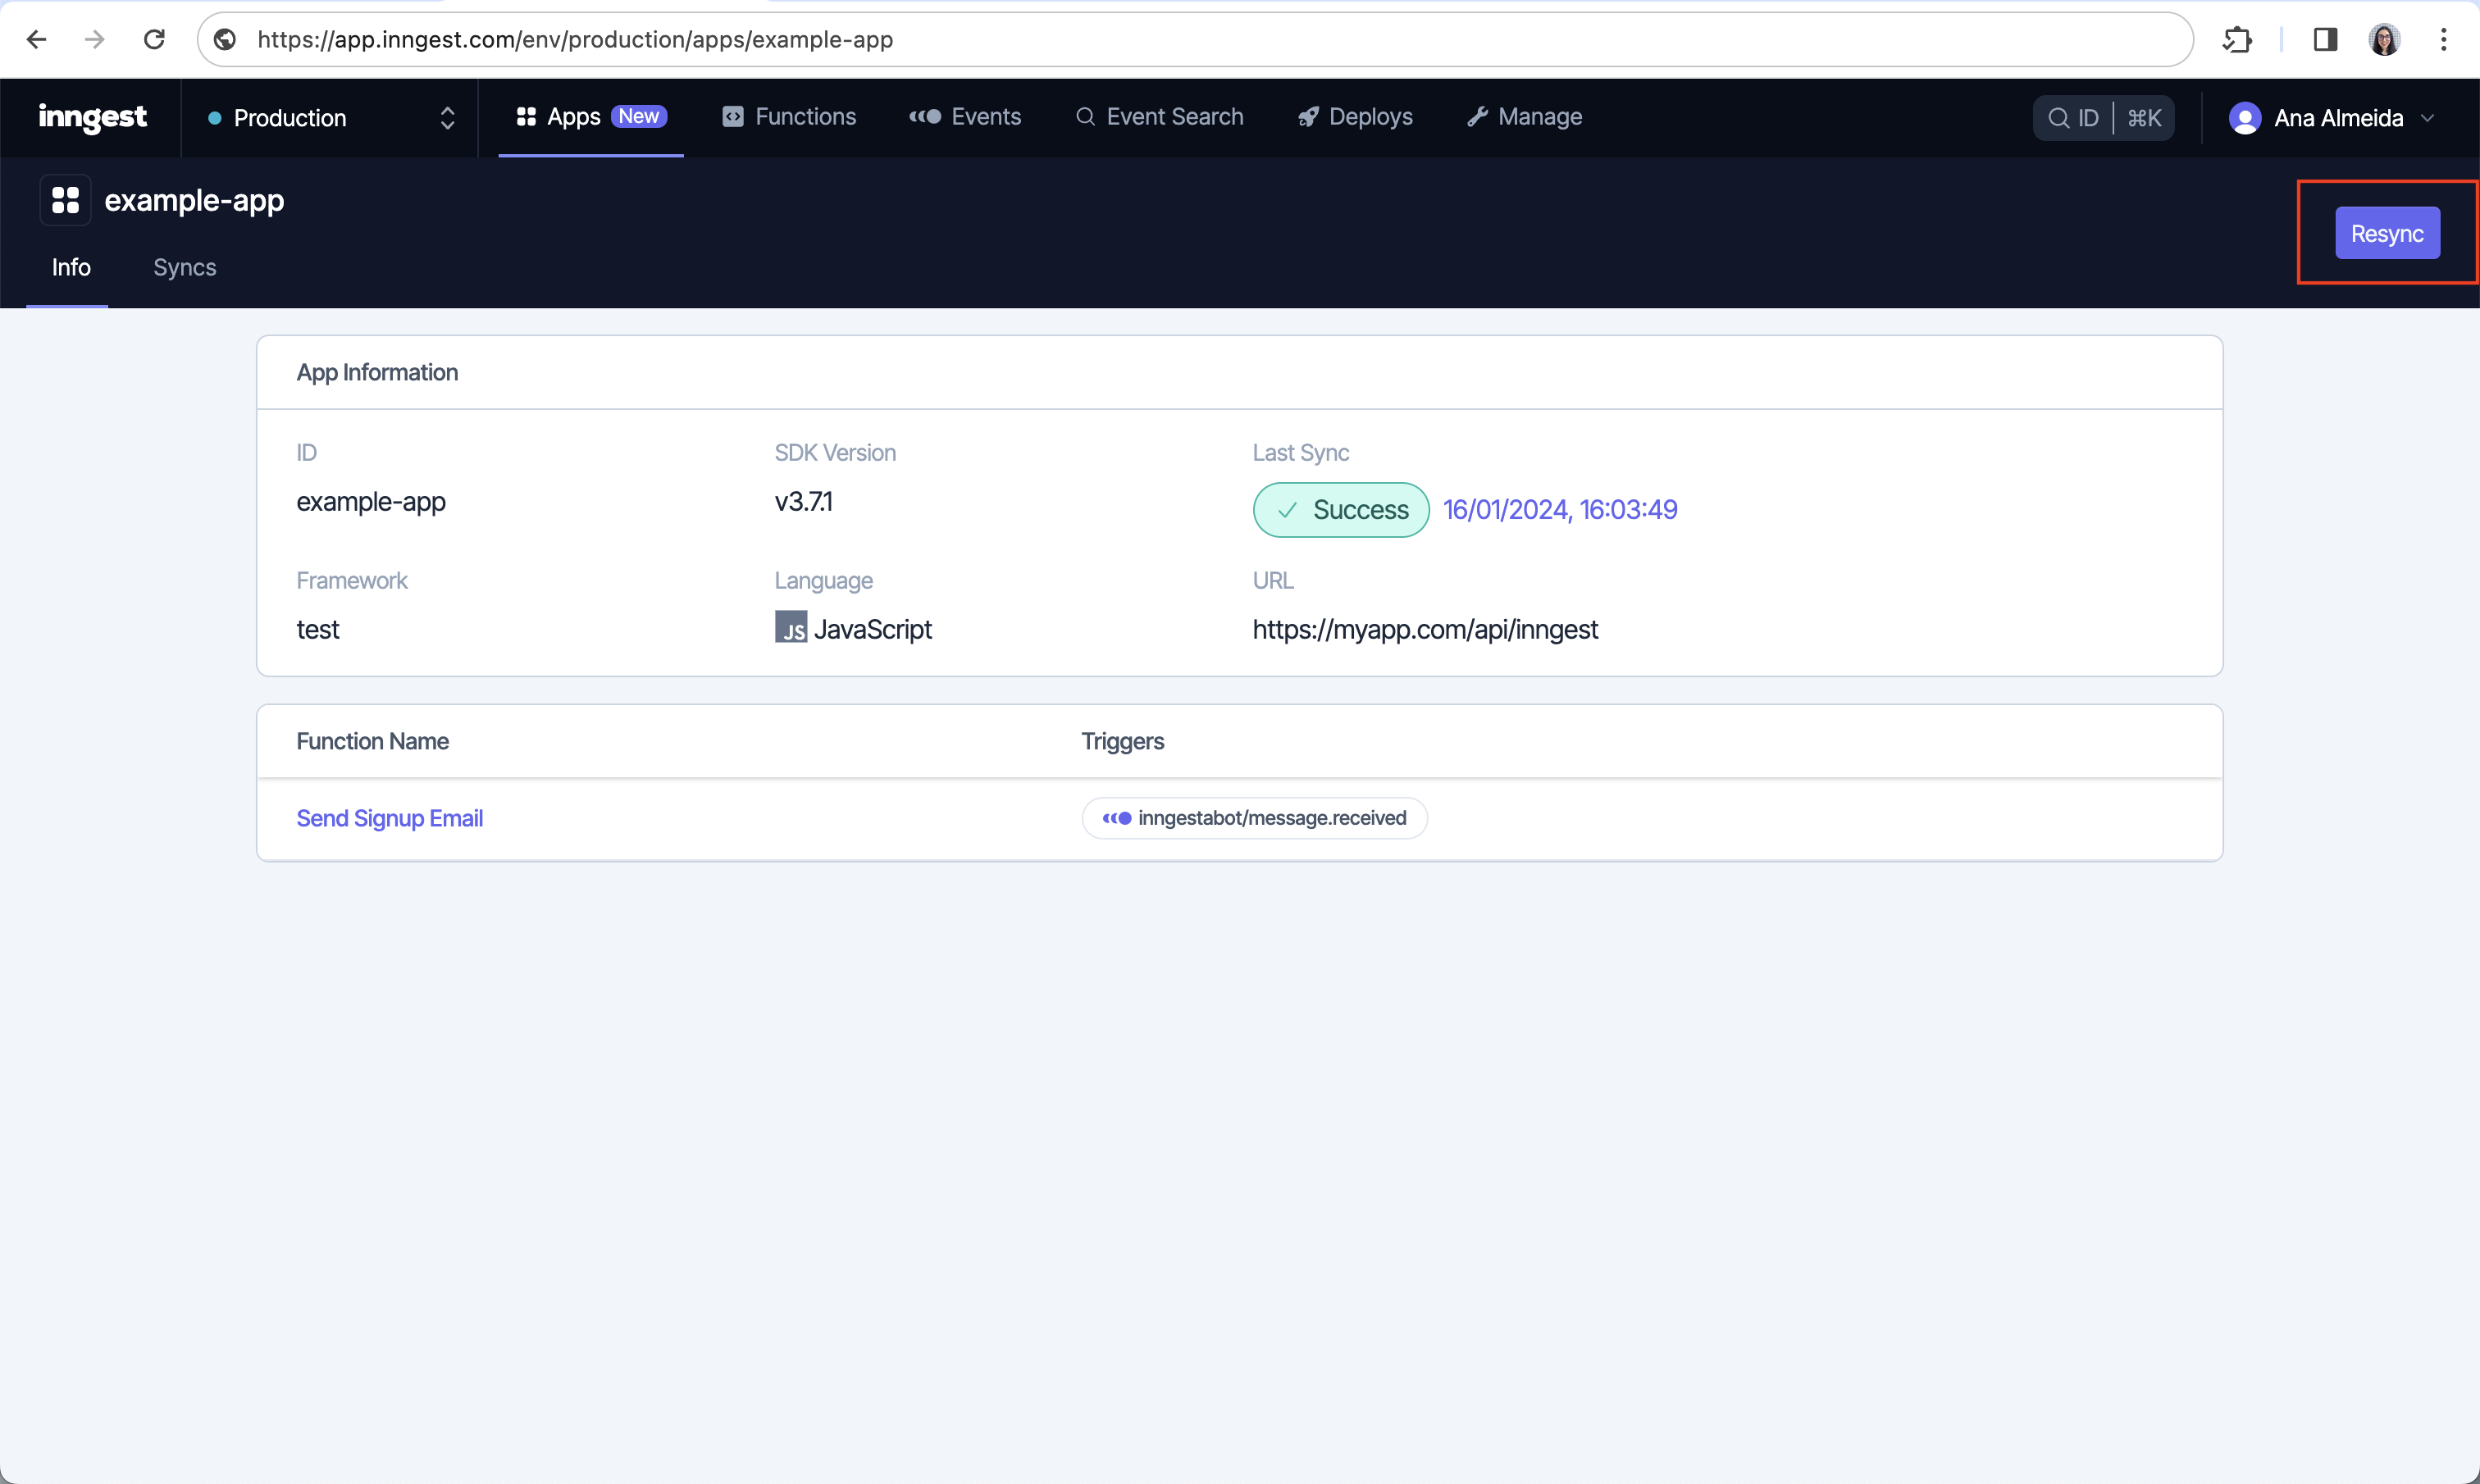 https://app.inngest.com/env/production/apps/example-app
inngest
Production
Apps New
Functions
Events
Event Search
Deploys
Manage
ID
⌘K
Ana Almeida
example-app
Resync
Info
Syncs
App Information
ID
SDK Version
Last Sync
example-app
v3.7.1
Success 16/01/2024, 16:03:49
Framework
Language
URL
test
JS JavaScript
https://myapp.com/api/inngest
Function Name
Triggers
Send Signup Email
inngestabot/message.received